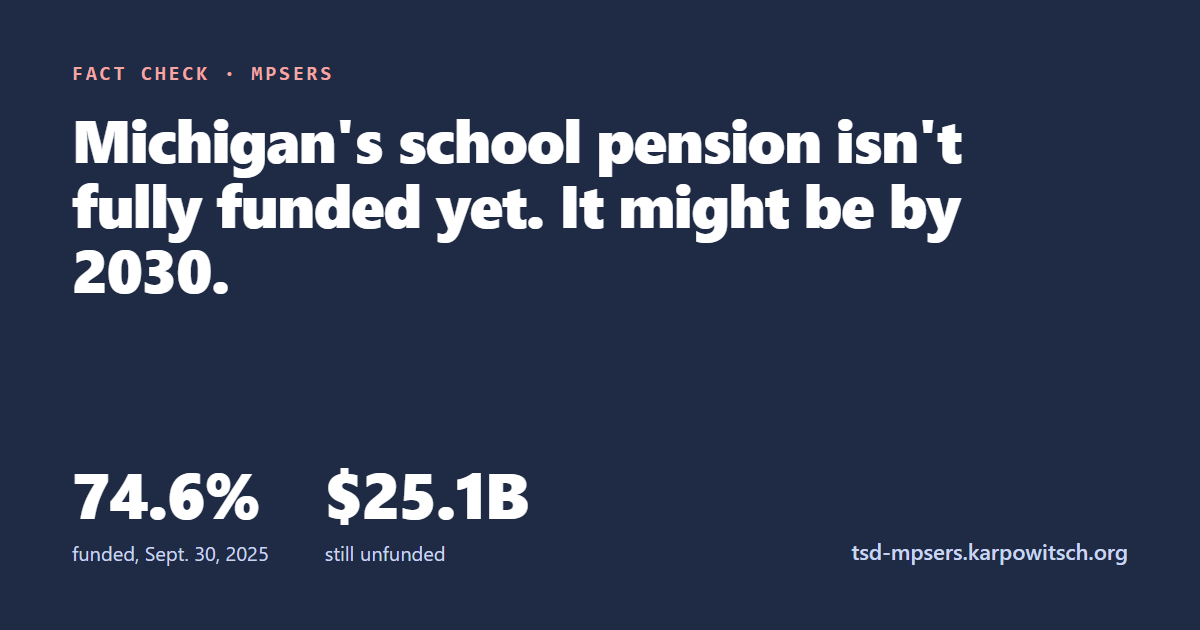 FACT CHECK · MPSERS
Michigan's school pension isn't
fully funded yet. It might be by
2030.
74.6%
funded, Sept. 30, 2025
$25.1B
still unfunded
tsd-mpsers.karpowitsch.org